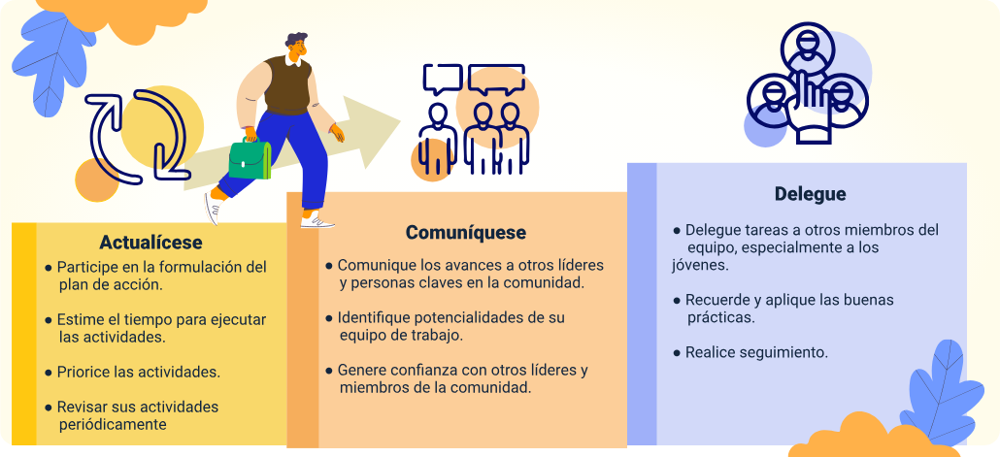 Actualícese
● Participe en la formulación del
plan de acción.
● Estime el tiempo para ejecutar
las actividades.
● Priorice las actividades.
● Revisar sus actividades
periódicamente
Comuníquese
● Comunique los avances a otros líderes
y personas claves en la comunidad.
● Identifique potencialidades de su
equipo de trabajo.
● Genere confianza con otros líderes y
miembros de la comunidad.
Delegue
● Delegue tareas a otros miembros del
equipo, especialmente a los
jóvenes.
● Recuerde y aplique las buenas
prácticas.
● Realice seguimiento.